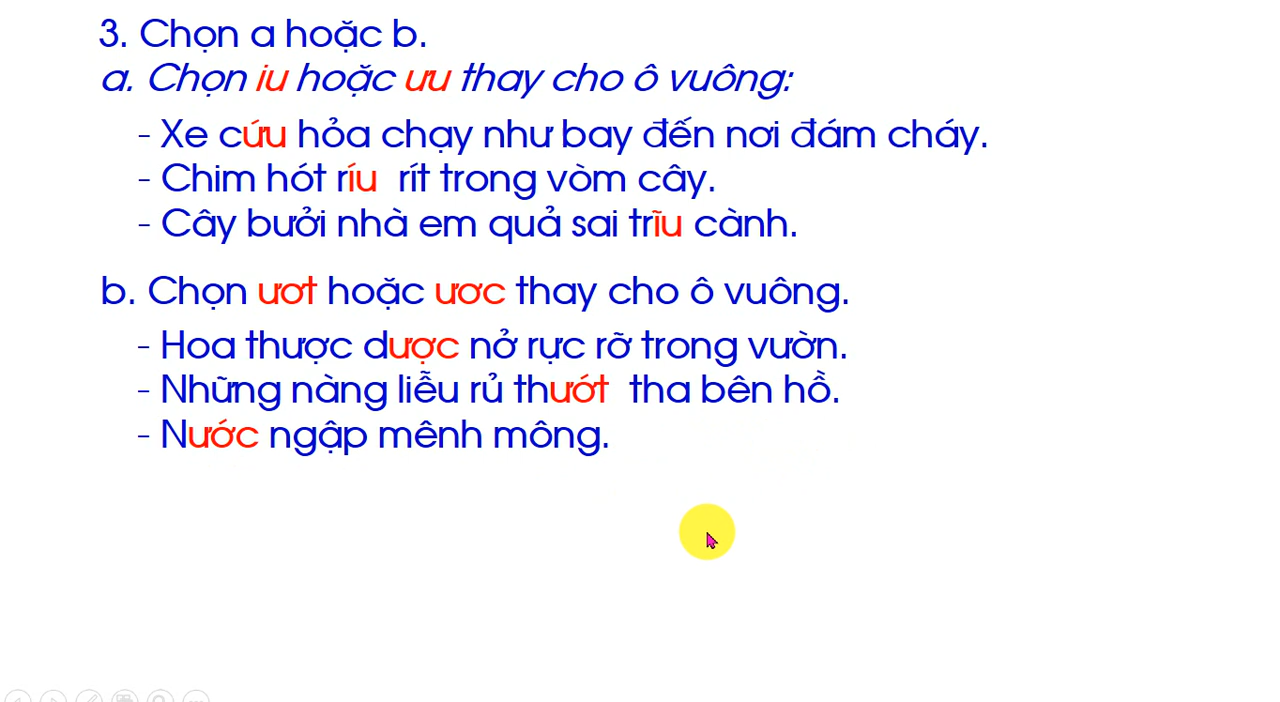 3. Chọn a hoặc b.
a. Chọn iu hoặc ưu thay cho ô vuông:
- Xe cứu hỏa chạy như bay đến nơi đám cháy.
- Chim hót ríu rít trong vòm cây.
- Cây bưởi nhà em quả sai trĩu cành.
b. Chọn ươt hoặc ươc thay cho ô vuông.
- Hoa thược dược nở rực rỡ trong vườn.
- Những nàng liễu rủ thướt tha bên hồ.
- Nước ngập mênh mông.